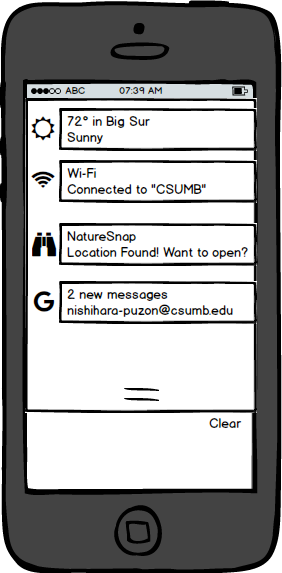 ABC 07:39 AM
72° in Big Sur
Sunny
Wi-Fi
Connected to "CSUMB"
NatureSnap
Location Found! Want to open?
G
2 new messages
nishihara-puzon@csumb.edu
Clear